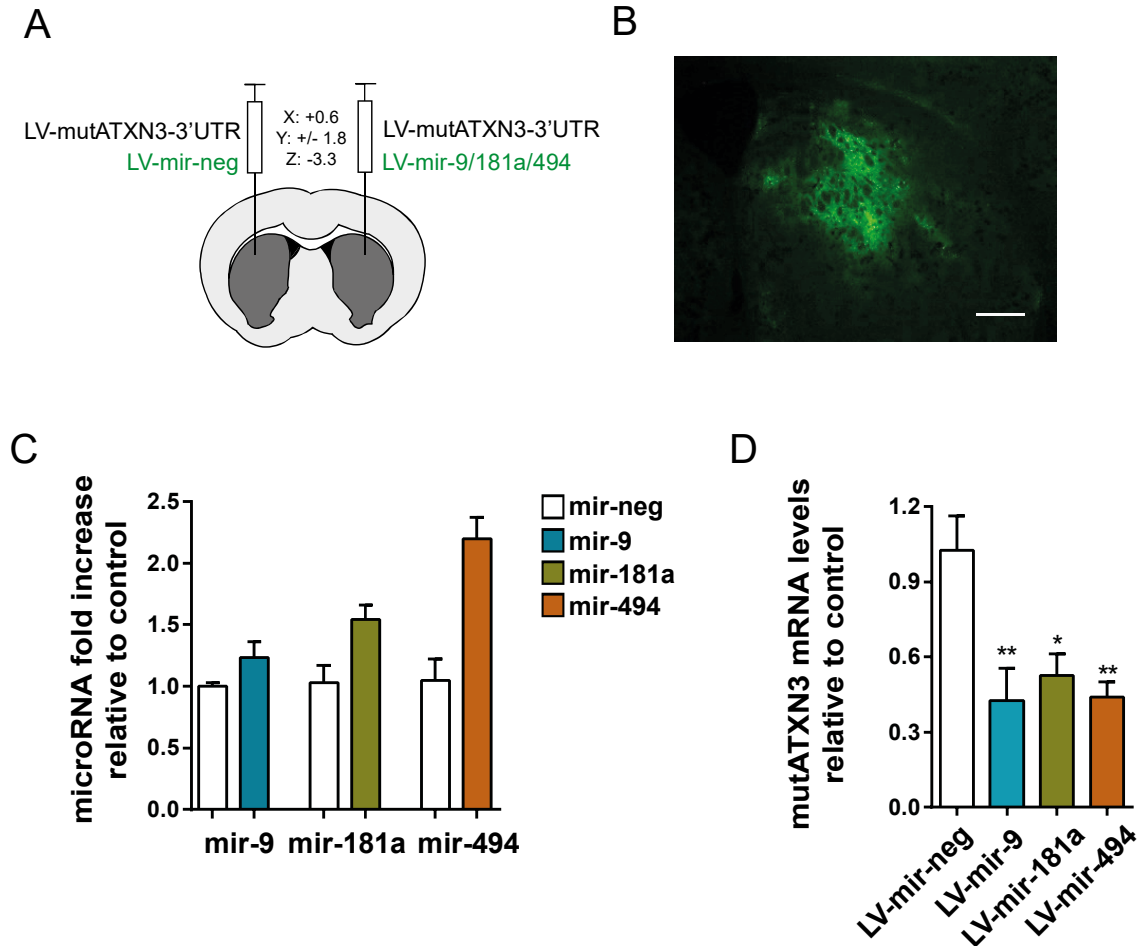 A
LV-mutATXN3-3'UTR
LV-mir-neg
X: +0.6
Y: +/- 1.8
Z: -3.3
LV-mutATXN3-3'UTR
LV-mir-9/181a/494
B
C
microRNA fold increase
relative to control
2.5
2.0
1.5
1.0
0.5
0.0
mir-9
mir-181a
mir-494
mir-neg
mir-9
mir-181a
mir-494
D
mutATXN3 mRNA levels
relative to control
1.2
0.9
0.6
0.3
0.0
**
*
**
LV-mir-neg
LV-mir-9
LV-mir-181a
LV-mir-494